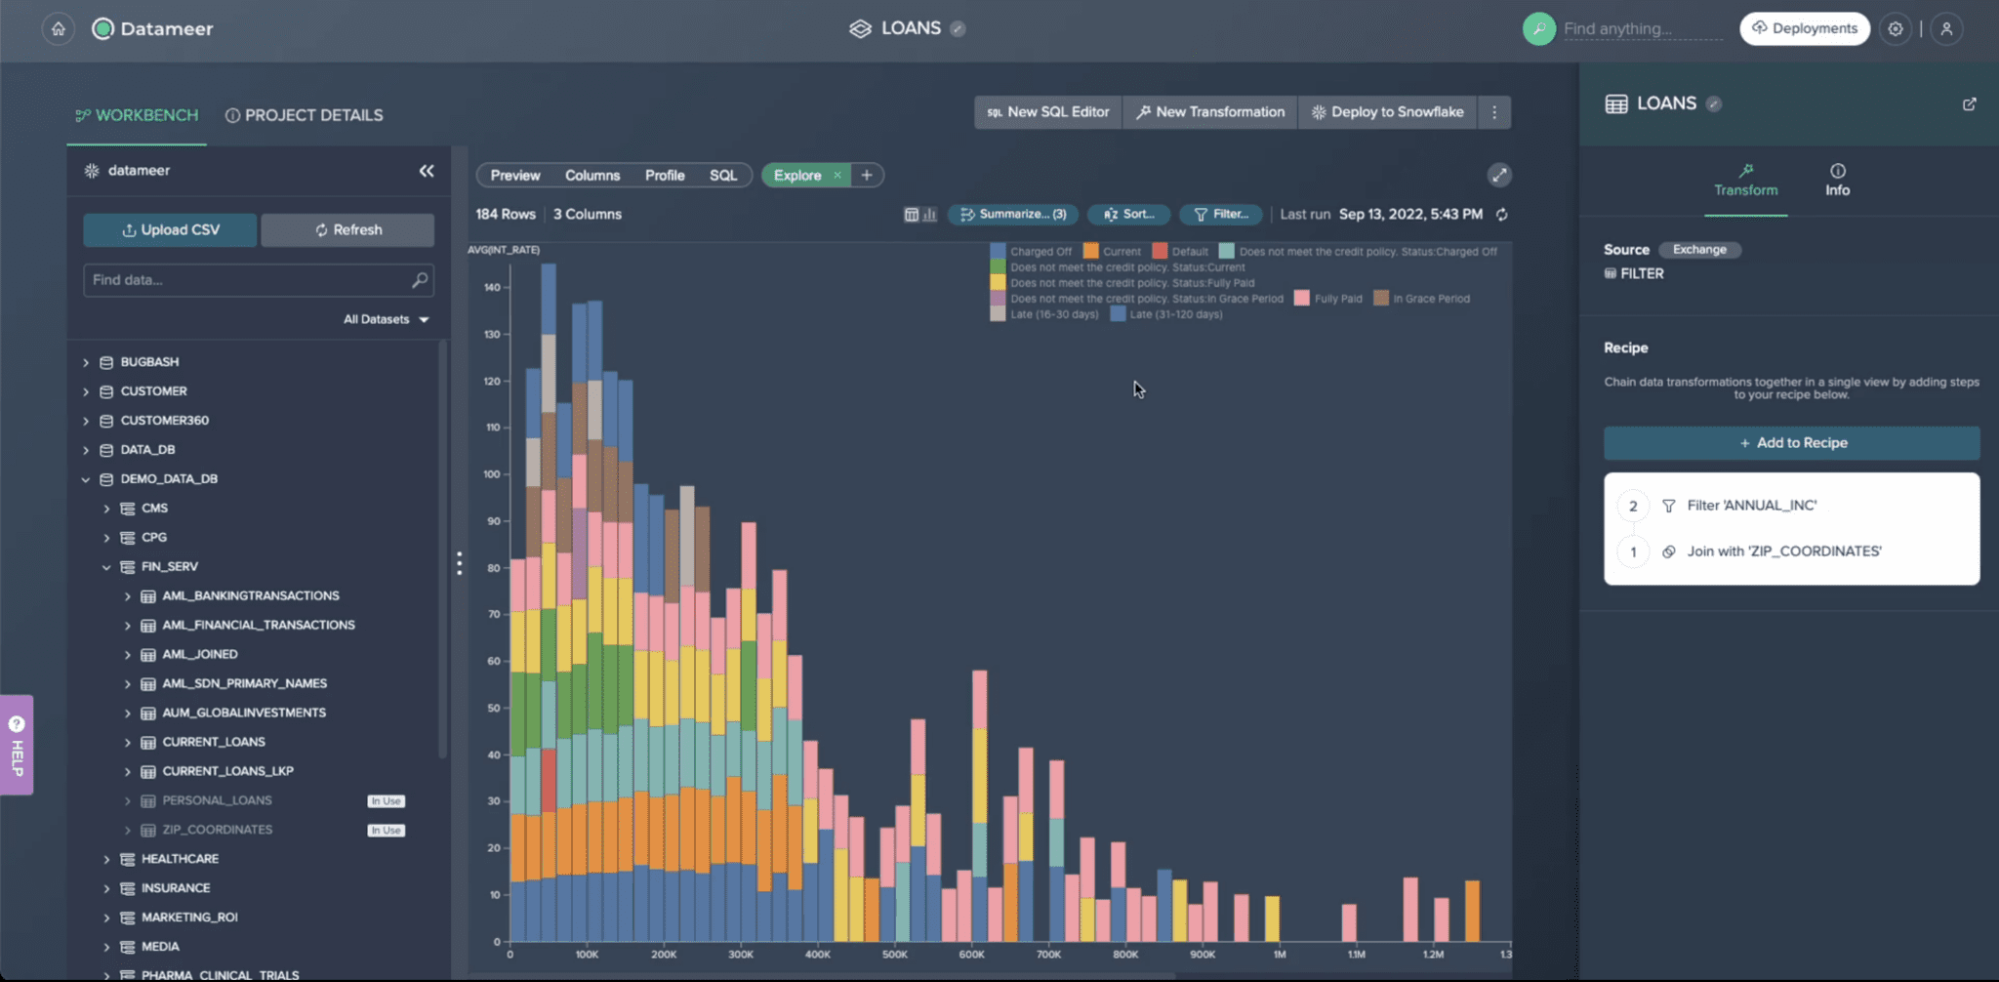 Datameer
LOANS
Find anything...
Deployments
WORKBENCH
PROJECT DETAILS
SQL New SQL Editor
New Transformation
Deploy to Snowflake
datameer
Upload CSV
Refresh
Find data...
All Datasets
BUGBASH
CUSTOMER
CUSTOMER360
DATA_DB
DEMO_DATA_DB
CMS
CPG
FIN_SERV
AML_BANKINGTRANSACTIONS
AML_FINANCIAL_TRANSACTIONS
AML_JOINED
AML_SDN_PRIMARY_NAMES
AUM_GLOBALINVESTMENTS
CURRENT_LOANS
CURRENT_LOANS_LKP
PERSONAL_LOANS In Use
ZIP_COORDINATES In Use
HEALTHCARE
INSURANCE
MARKETING_ROI
MEDIA
PHARMA_CLINICAL_TRIALS
HELP
Preview Columns Profile SQL Explore × +
184 Rows 3 Columns
Summarize... (3)
Sort...
Filter...
Last run Sep 13, 2022, 5:43 PM
AVG(INT_RATE)
Charged Off Current Default Does not meet the credit policy. Status:Charged Off
Does not meet the credit policy. Status:Current
Does not meet the credit policy. Status:Fully Paid
Does not meet the credit policy. Status:In Grace Period Fully Paid In Grace Period
Late (16-30 days) Late (31-120 days)
140
130
120
110
100
90
80
70
60
50
40
30
20
10
0
0 100K 200K 300K 400K 500K 600K 700K 800K 900K 1M 1.1M 1.2M 1.3
LOANS
Transform
Info
Source Exchange
FILTER
Recipe
Chain data transformations together in a single view by adding steps
to your recipe below.
+ Add to Recipe
2 Filter 'ANNUAL_INC'
1 Join with 'ZIP_COORDINATES'